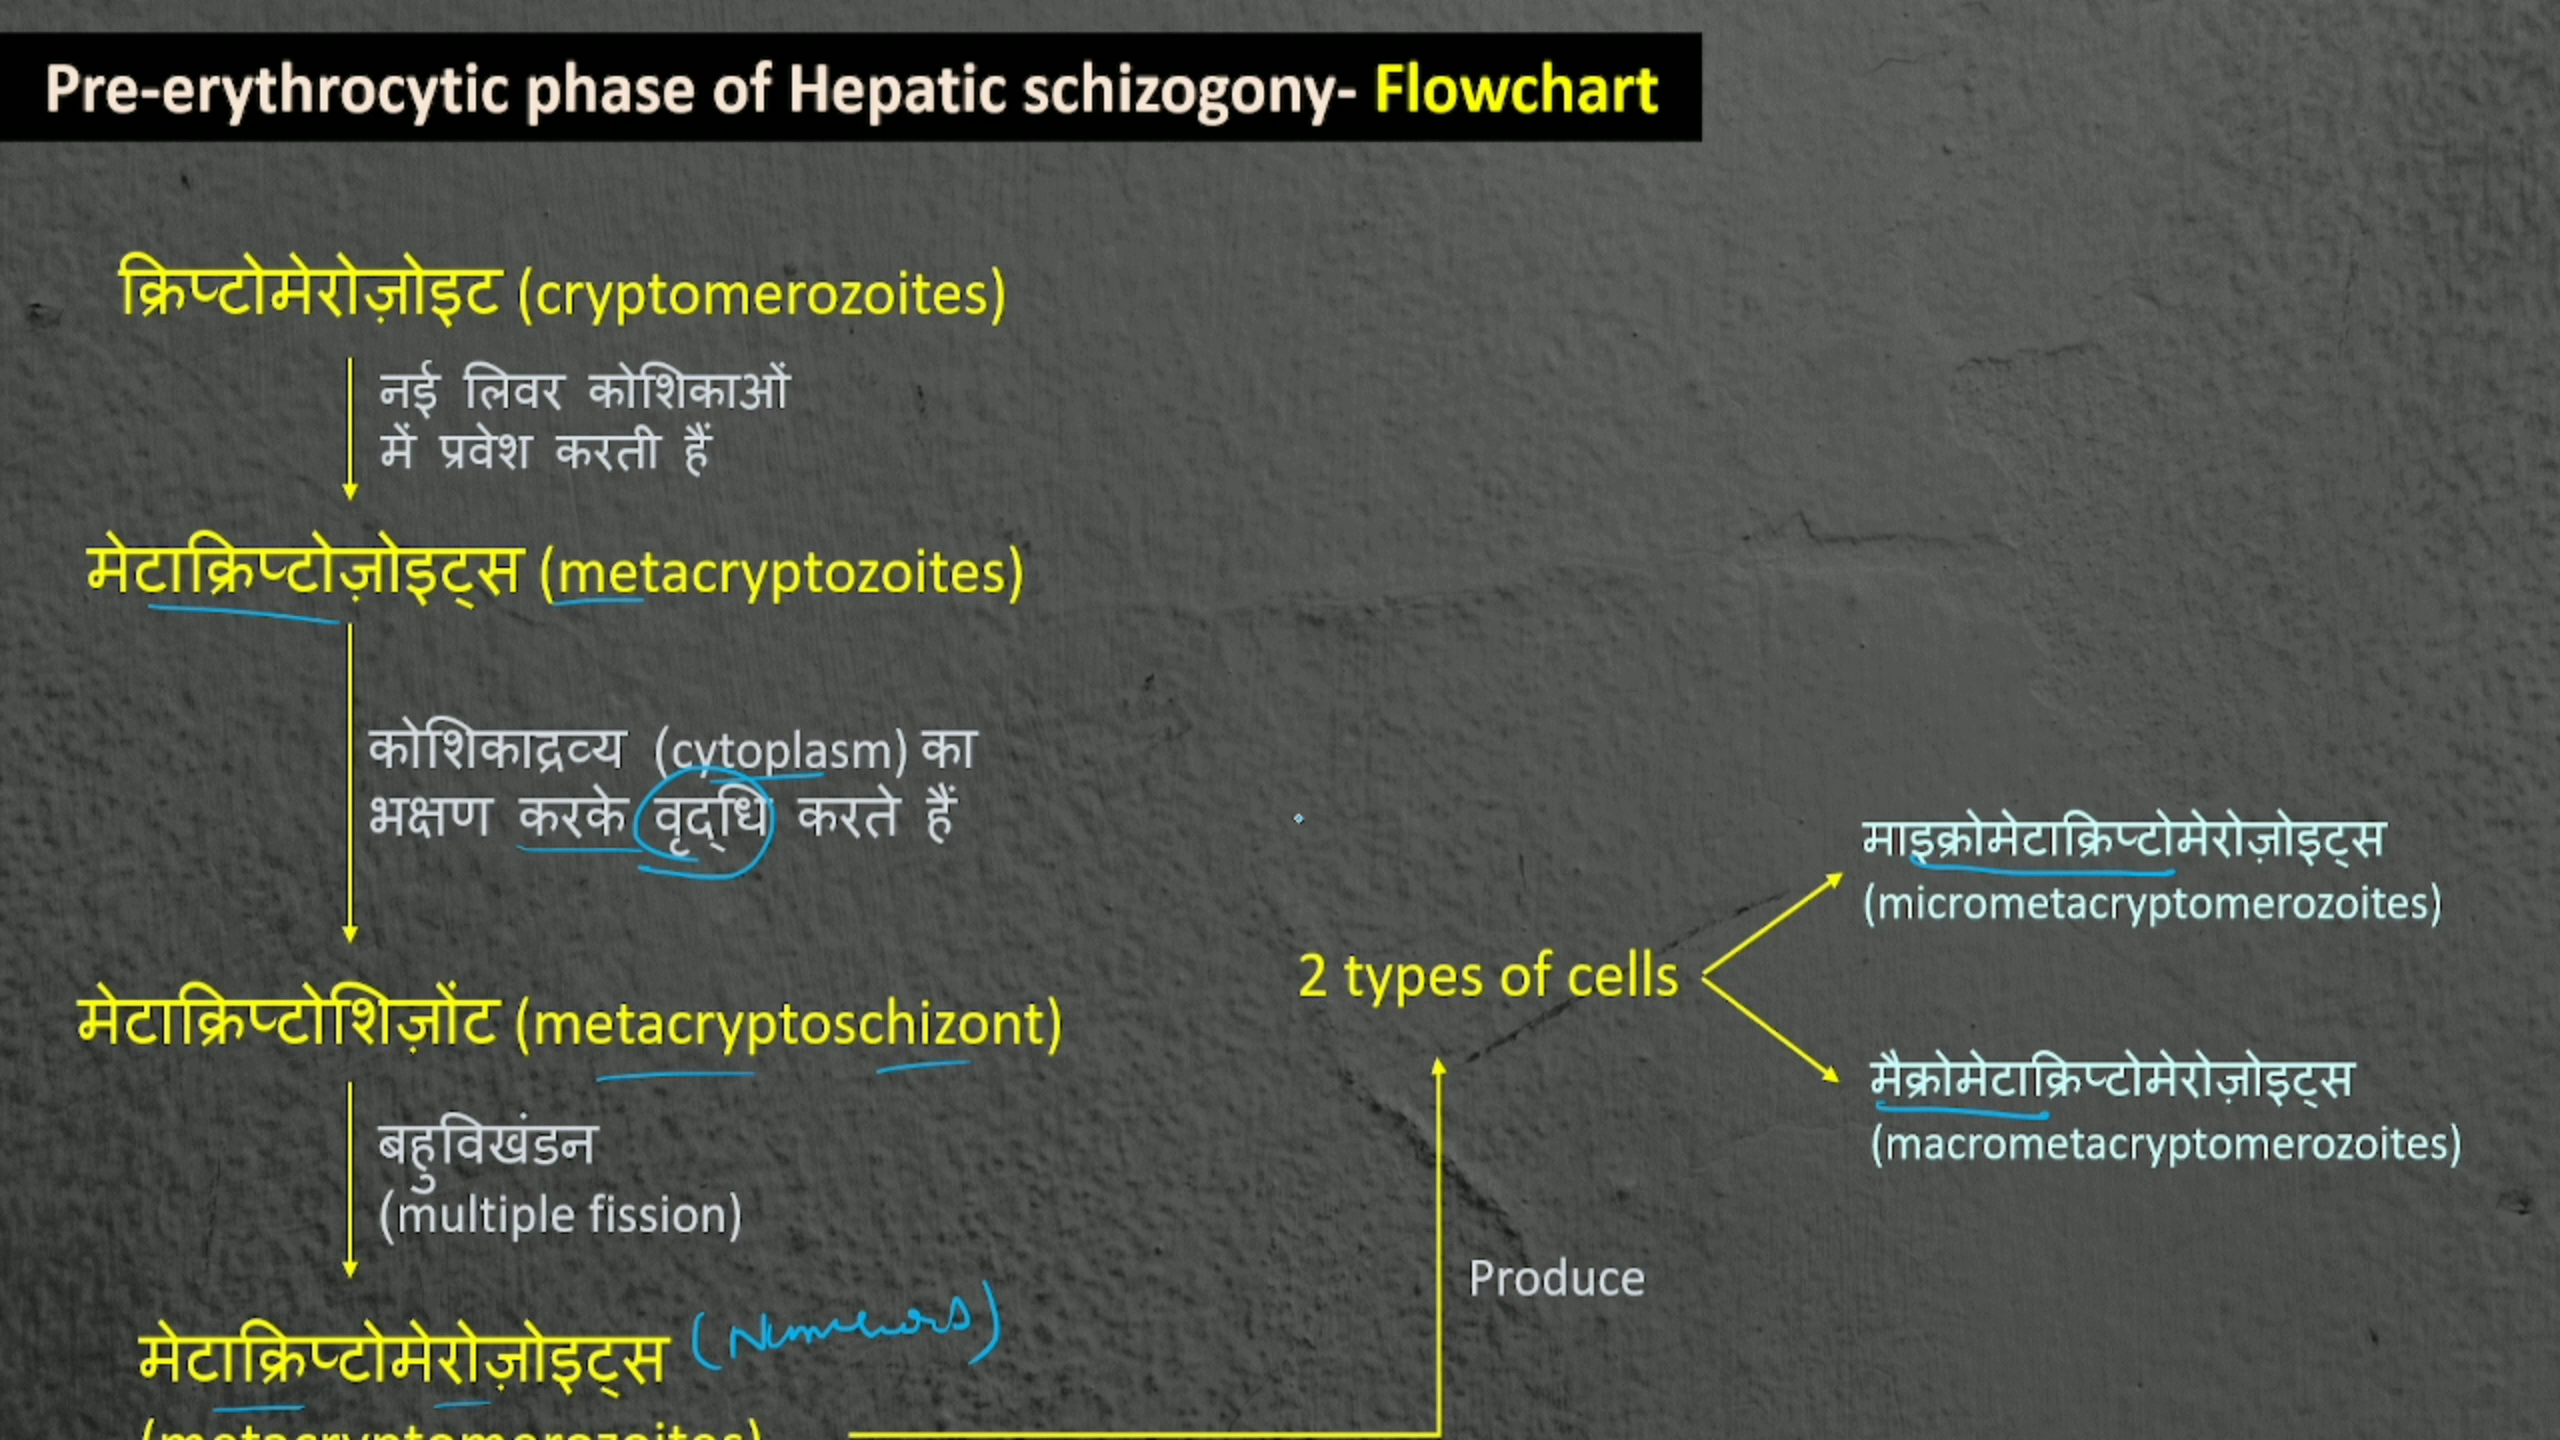 Pre-erythrocytic phase of Hepatic schizogony- Flowchart
क्रिप्टोमेरोज़ोइट (cryptomerozoites)
नई लिवर कोशिकाओं
में प्रवेश करती हैं
मेटाक्रिप्टोज़ोइट्स (metacryptozoites)
कोशिकाद्रव्य (cytoplasm) का
भक्षण करके वृद्धि करते हैं
मेटाक्रिप्टोशिज़ोंट (metacryptoschizont)
बहुविखंडन
(multiple fission)
मेटाक्रिप्टोमेरोज़ोइट्स
(metacryptomerozoites)
Produce
2 types of cells
माइक्रोमेटाक्रिप्टोमेरोज़ोइट्स
(micrometacryptomerozoites)
मैक्रोमेटाक्रिप्टोमेरोज़ोइट्स
(macrometacryptomerozoites)